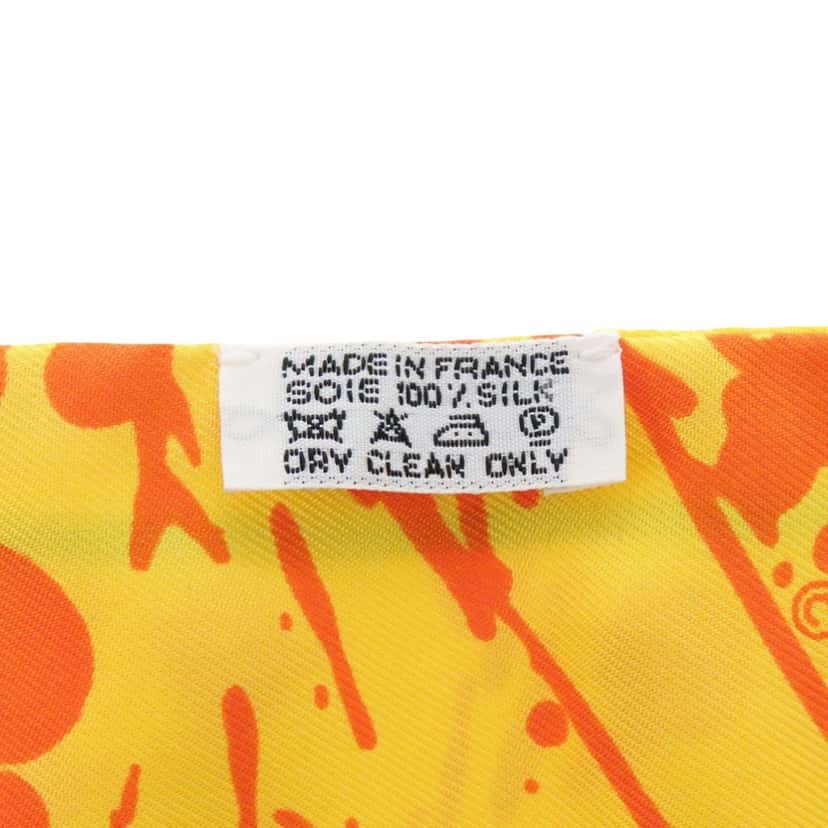 MADE IN FRANCE
SOIE 100% SILK
P
DRY CLEAN ONLY